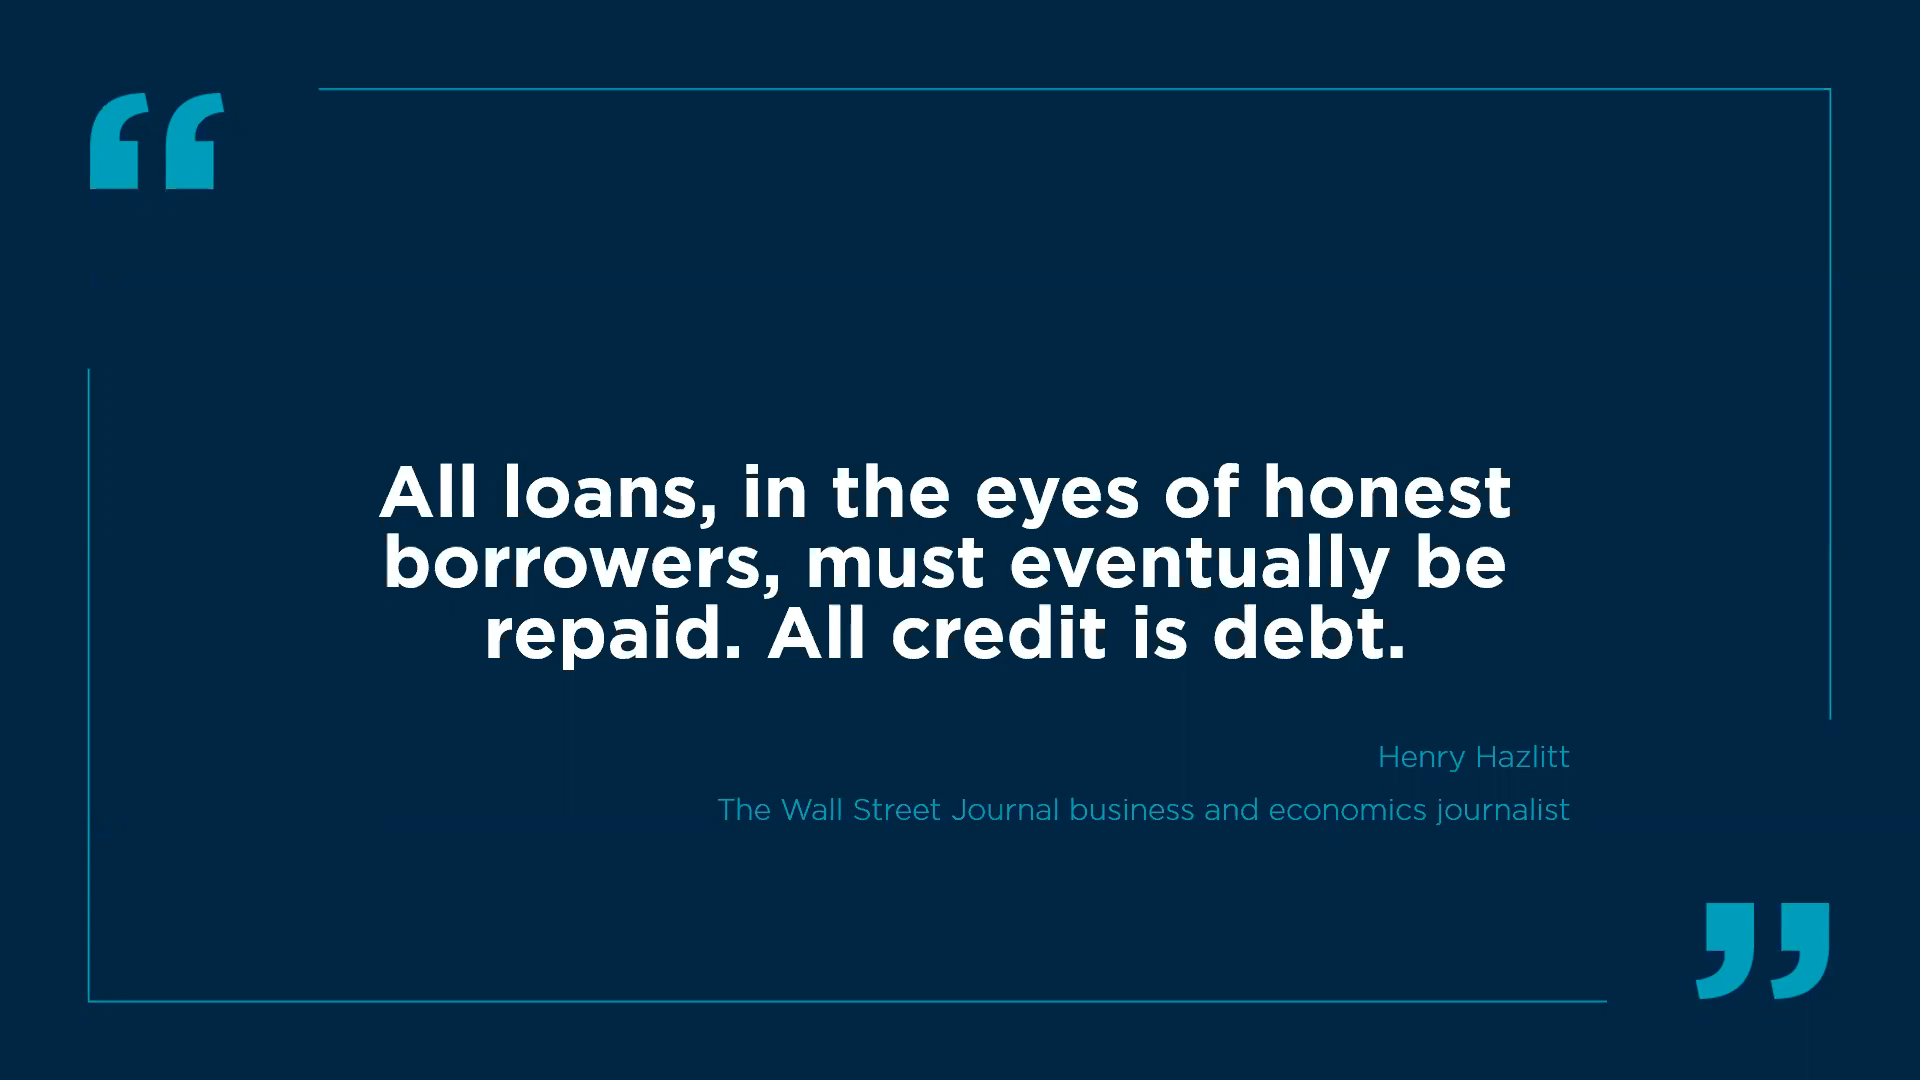 “
All loans, in the eyes of honest
borrowers, must eventually be
repaid. All credit is debt.
Henry Hazlitt
The Wall Street Journal business and economics journalist
”